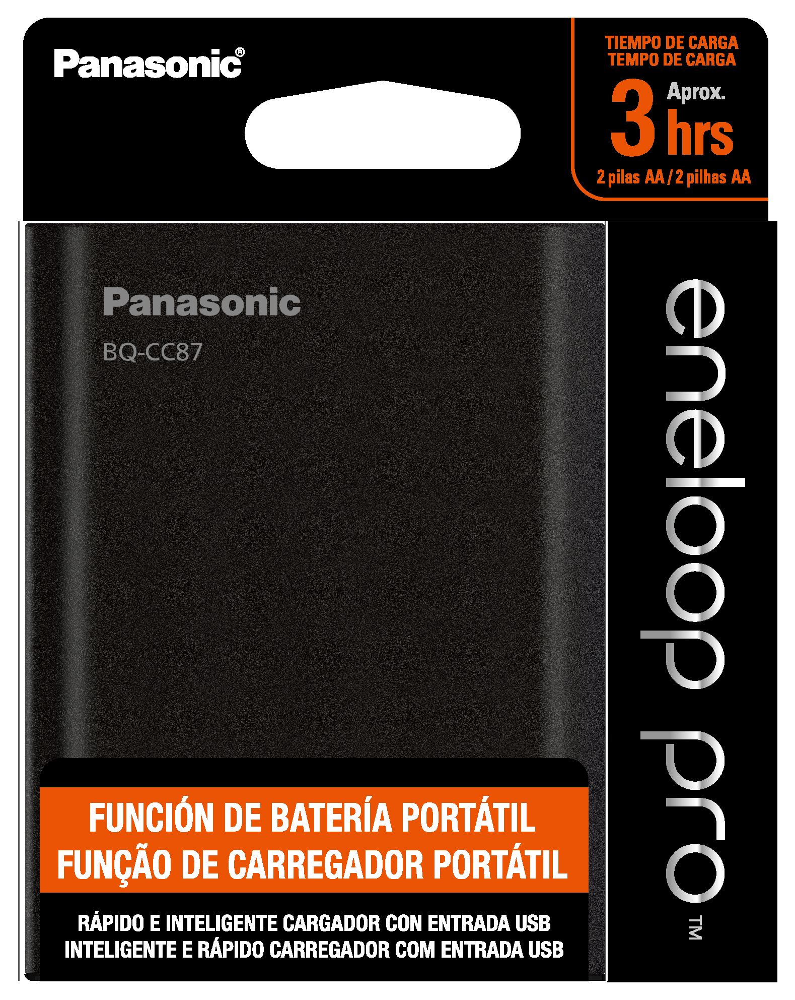 Panasonic®
TIEMPO DE CARGA
TEMPO DE CARGA
3 Aprox. hrs
2 pilas AA / 2 pilhas AA
Panasonic
BQ-CC87
eneloop pro™
FUNCIÓN DE BATERÍA PORTÁTIL
FUNÇÃO DE CARREGADOR PORTÁTIL
RÁPIDO E INTELIGENTE CARGADOR CON ENTRADA USB
INTELIGENTE E RÁPIDO CARREGADOR COM ENTRADA USB